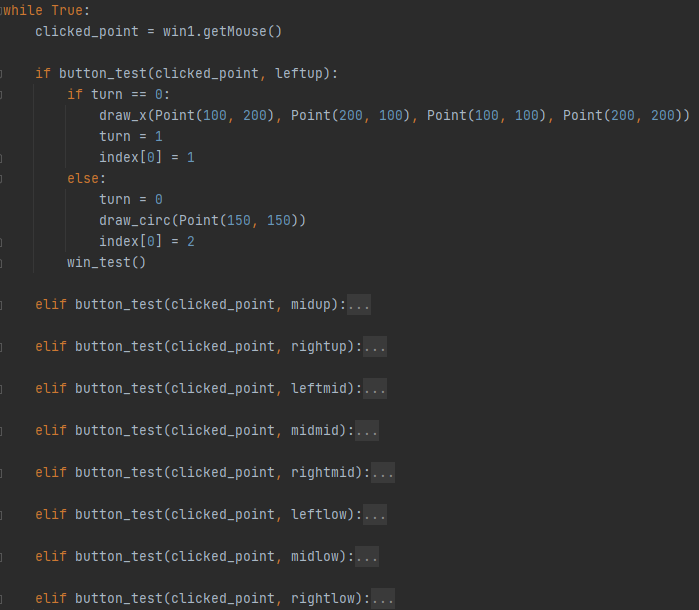 while True:
    clicked_point = win1.getMouse()

    if button_test(clicked_point, leftup):
        if turn == 0:
            draw_x(Point(100, 200), Point(200, 100), Point(100, 100), Point(200, 200))
            turn = 1
            index[0] = 1
        else:
            turn = 0
            draw_circ(Point(150, 150))
            index[0] = 2
        win_test()

    elif button_test(clicked_point, midup):...

    elif button_test(clicked_point, rightup):...

    elif button_test(clicked_point, leftmid):...

    elif button_test(clicked_point, midmid):...

    elif button_test(clicked_point, rightmid):...

    elif button_test(clicked_point, leftlow):...

    elif button_test(clicked_point, midlow):...

    elif button_test(clicked_point, rightlow):...